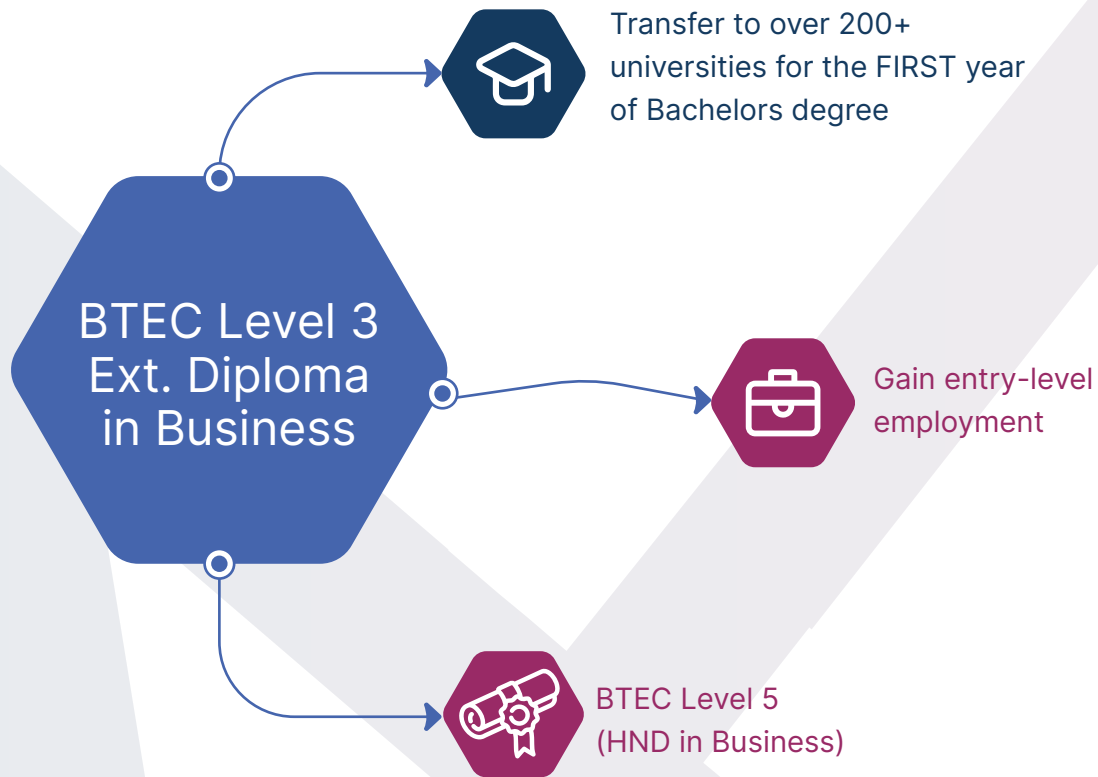 Transfer to over 200+
universities for the FIRST year
of Bachelors degree
BTEC Level 3
Ext. Diploma
in Business
Gain entry-level
employment
BTEC Level 5
(HND in Business)